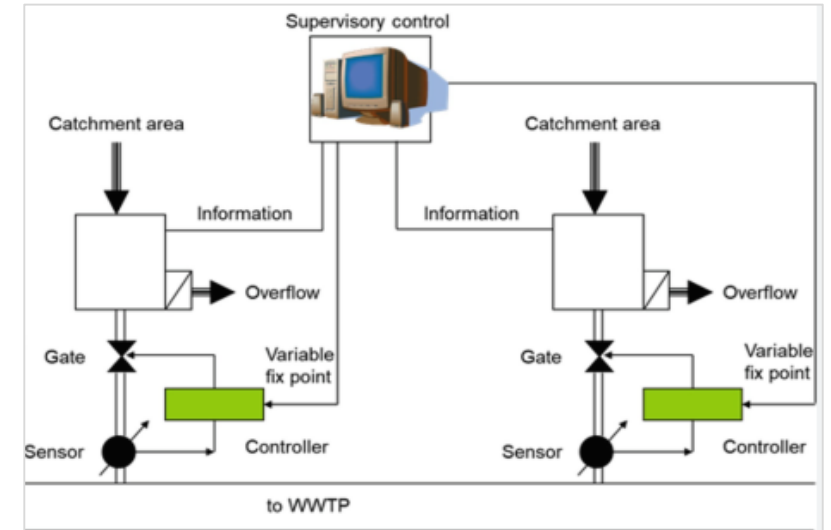 Supervisory control
Catchment area
Catchment area
Information
Information
Overflow
Overflow
Gate
Variable
fix point
Gate
Variable
fix point
Sensor
Controller
Sensor
Controller
to WWTP